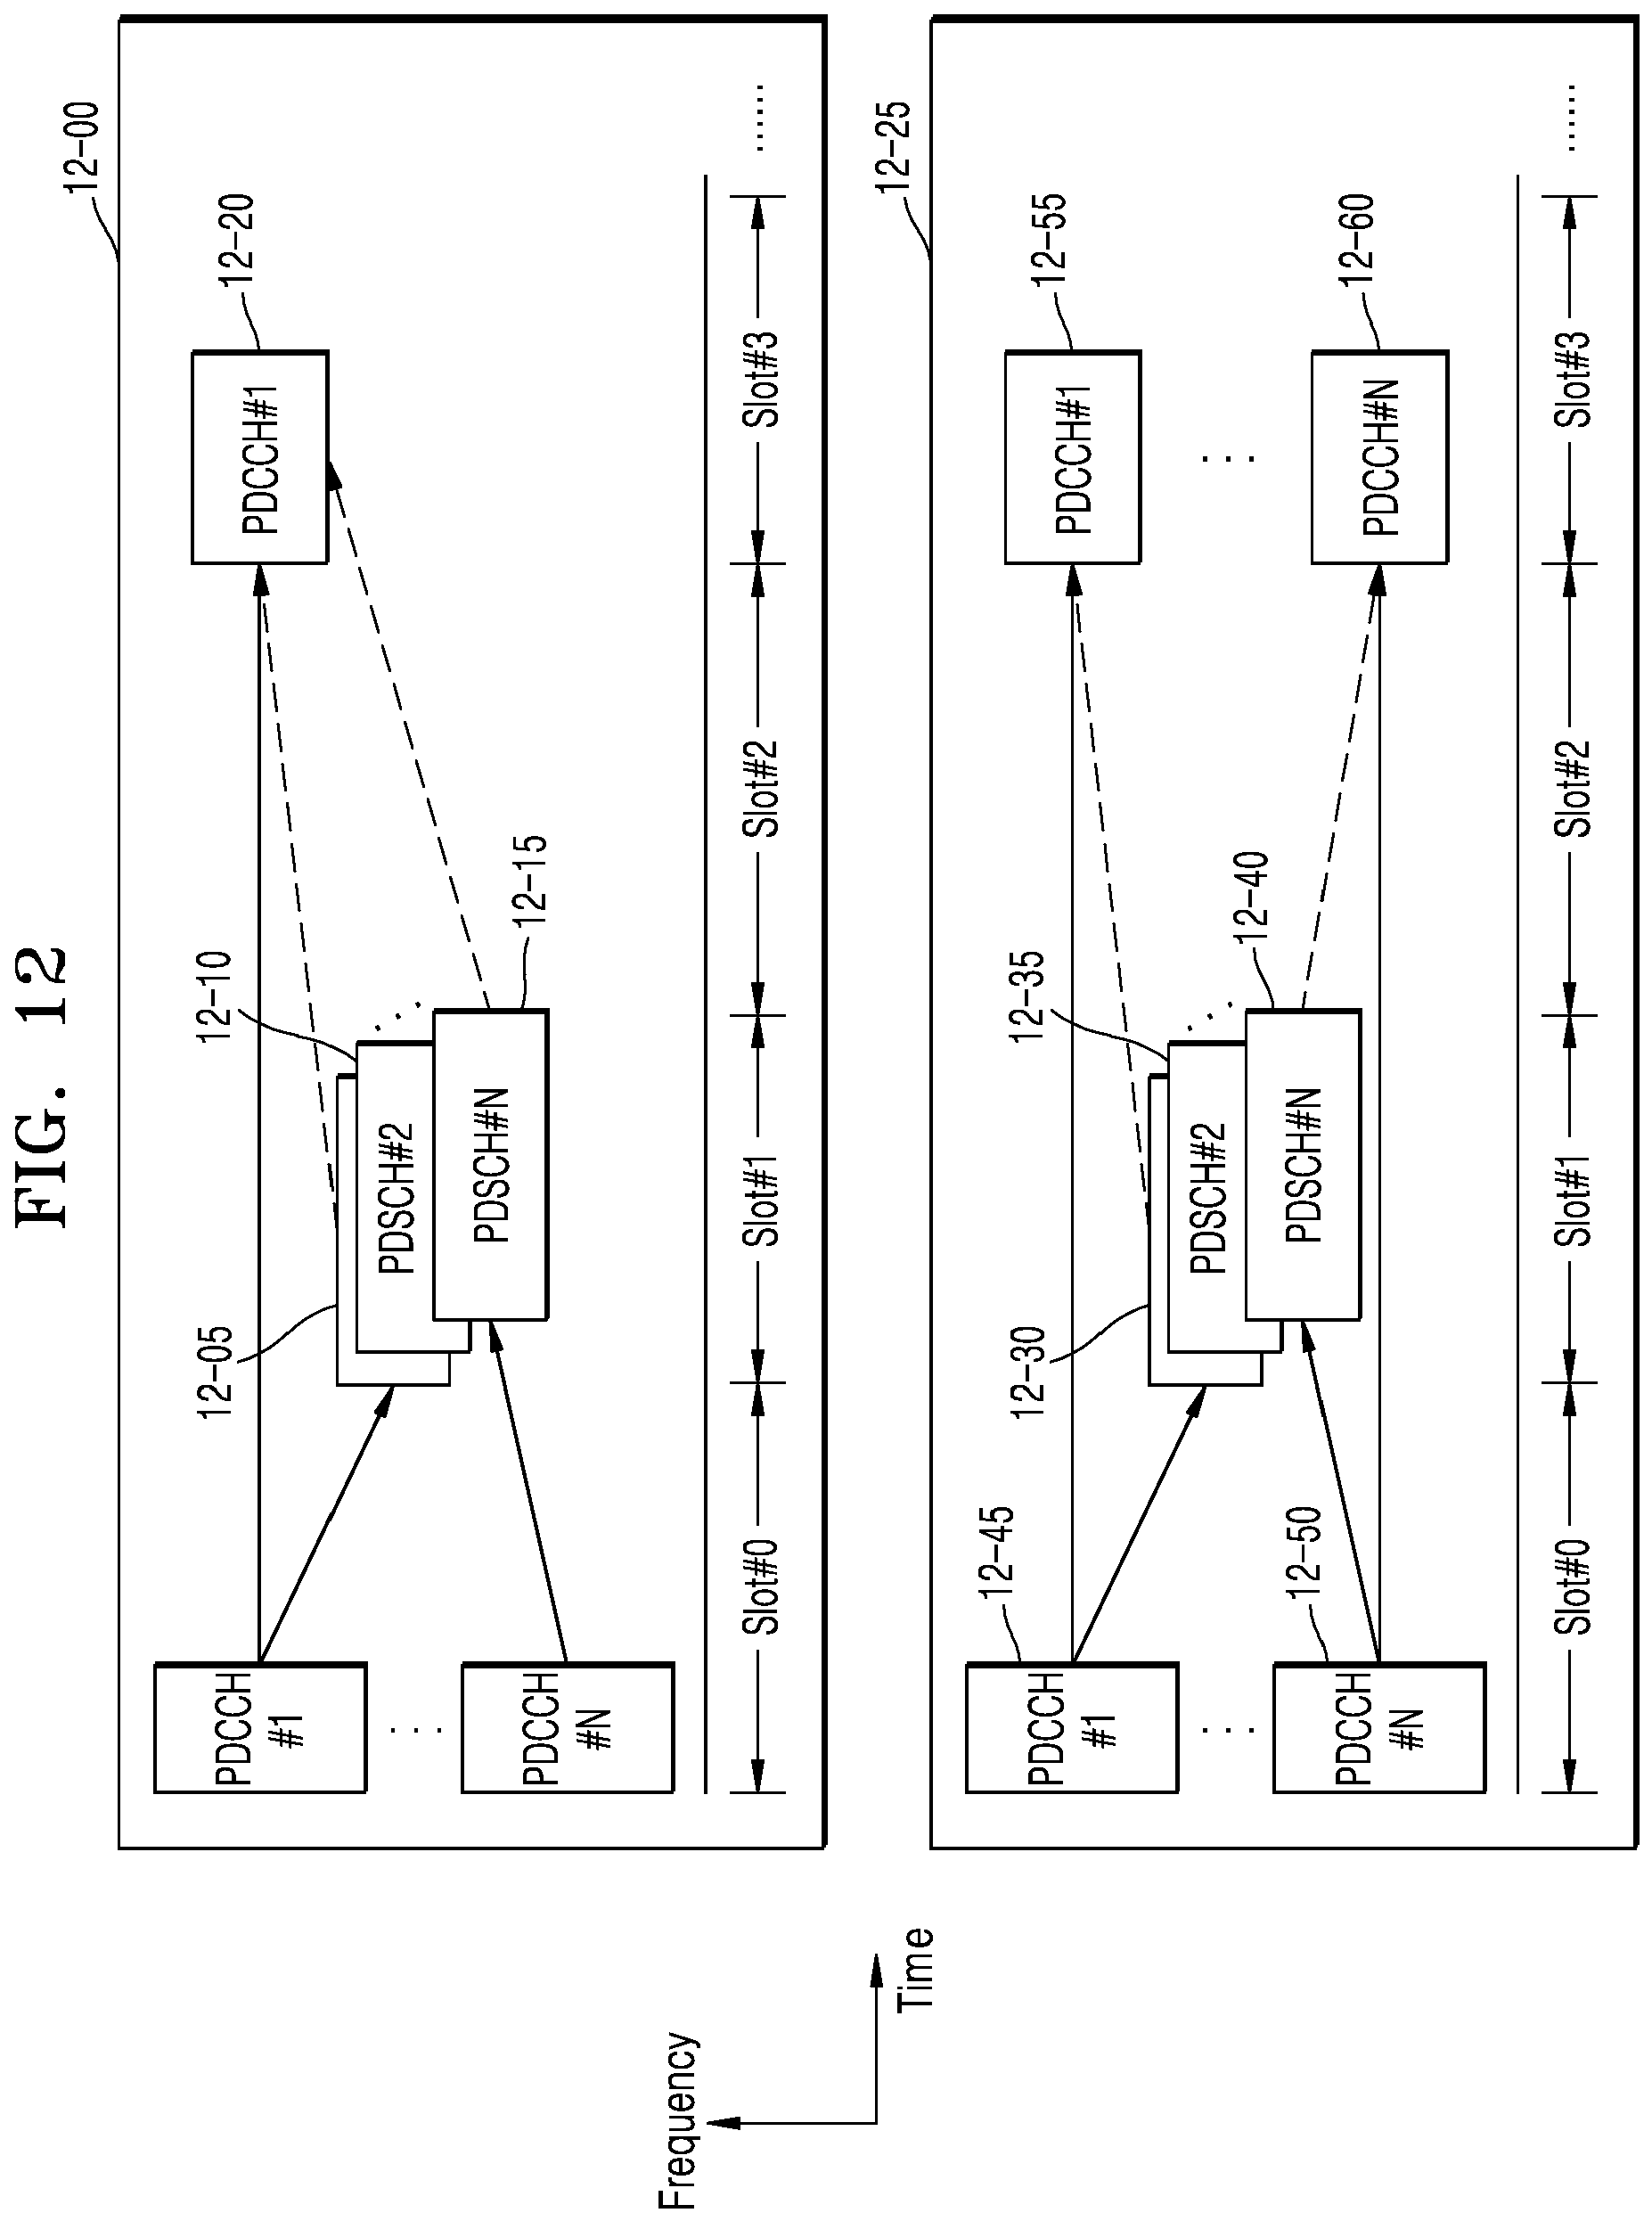 FIG. 12
12-00
PDCCH
#1
. . .
PDCCH
#N
12-05
12-10
PDSCH#2
. . .
PDSCH#N
12-15
PDCCH#1
12-20
Slot#0
Slot#1
Slot#2
Slot#3
......
12-25
12-45
PDCCH
#1
. . .
12-50
PDCCH
#N
12-30
12-35
PDSCH#2
. . .
12-40
PDSCH#N
PDCCH#1
12-55
. . .
PDCCH#N
12-60
Slot#0
Slot#1
Slot#2
Slot#3
......
Frequency
Time